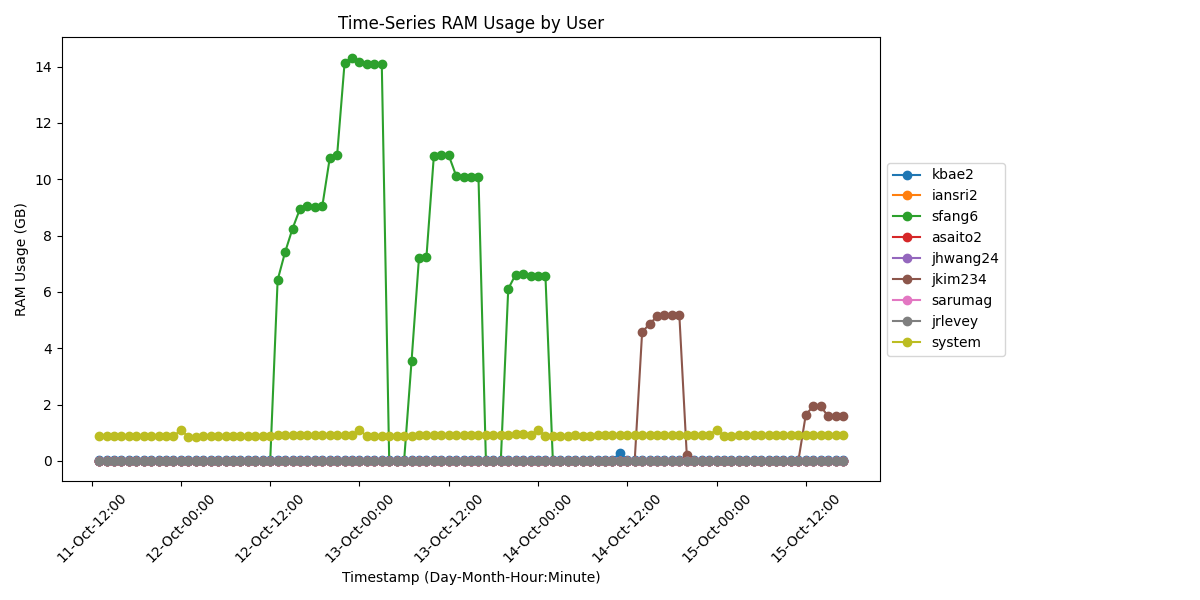 Time-Series RAM Usage by User
RAM Usage (GB)
14
12
10
8
6
4
2
0
11-Oct-12:00
12-Oct-00:00
12-Oct-12:00
13-Oct-00:00
13-Oct-12:00
14-Oct-00:00
14-Oct-12:00
15-Oct-00:00
15-Oct-12:00
Timestamp (Day-Month-Hour:Minute)
kbae2
iansri2
sfang6
asaito2
jhwang24
jkim234
sarumag
jrlevey
system